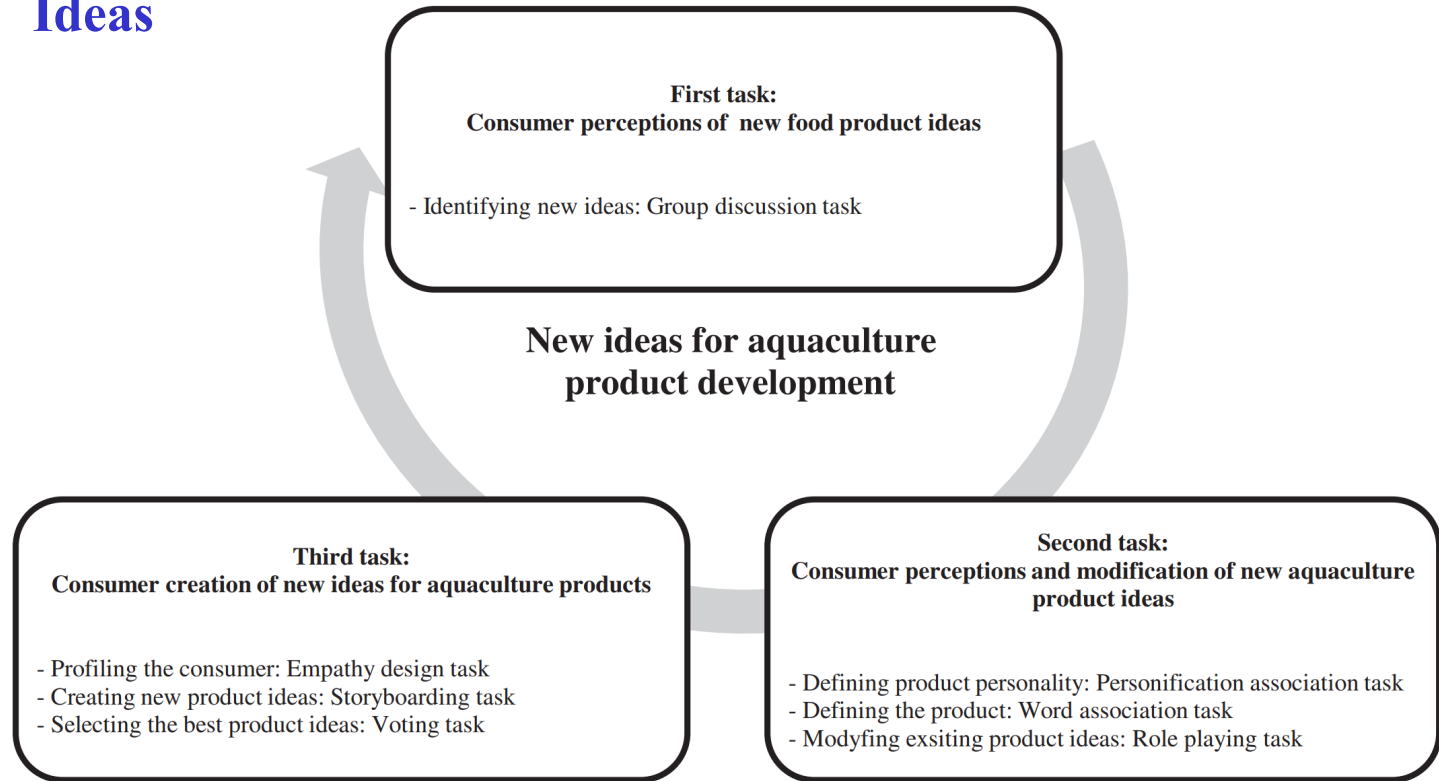 Ideas
First task:
Consumer perceptions of new food product ideas
- Identifying new ideas: Group discussion task
New ideas for aquaculture
product development
Second task:
Consumer perceptions and modification of new aquaculture
product ideas
- Defining product personality: Personification association task
- Defining the product: Word association task
- Modyfing exsiting product ideas: Role playing task
Third task:
Consumer creation of new ideas for aquaculture products
- Profiling the consumer: Empathy design task
- Creating new product ideas: Storyboarding task
- Selecting the best product ideas: Voting task